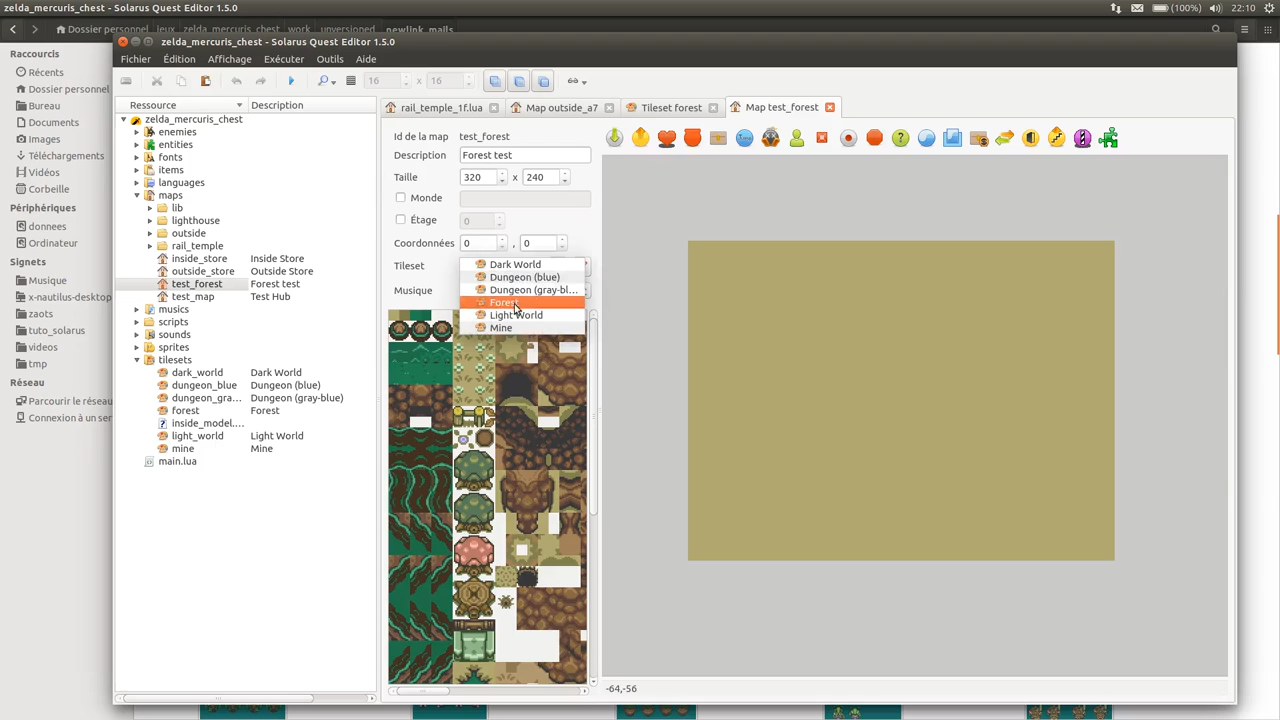 zelda_mercuris_chest - Solarus Quest Editor 1.5.0
(100%)
22:10
Dossier personnel
jeux
zelda_mercuris_chest
work
unversioned
newlink_mails
Raccourcis
Récents
Dossier personnel
Bureau
Documents
Images
Téléchargements
Vidéos
Corbeille
Périphériques
donnees
Ordinateur
Signets
Musique
x-nautilus-desktop
zaots
tuto_solarus
videos
tmp
Réseau
Parcourir le réseau
Connexion à un ser
zelda_mercuris_chest - Solarus Quest Editor 1.5.0
Fichier
Édition
Affichage
Exécuter
Outils
Aide
16 x 16
Ressource
Description
zelda_mercuris_chest
enemies
entities
fonts
items
languages
maps
lib
lighthouse
outside
rail_temple
inside_store Inside Store
outside_store Outside Store
test_forest Forest test
test_map Test Hub
musics
scripts
sounds
sprites
tilesets
dark_world Dark World
dungeon_blue Dungeon (blue)
dungeon_gra... Dungeon (gray-blue)
forest Forest
inside_model....
light_world Light World
mine Mine
main.lua
rail_temple_1f.lua
Map outside_a7
Tileset forest
Map test_forest
Id de la map test_forest
Description Forest test
Taille 320 x 240
Monde
Étage 0
Coordonnées 0 , 0
Tileset
Musique
Dark World
Dungeon (blue)
Dungeon (gray-bl...
Forest
Light World
Mine
-64,-56